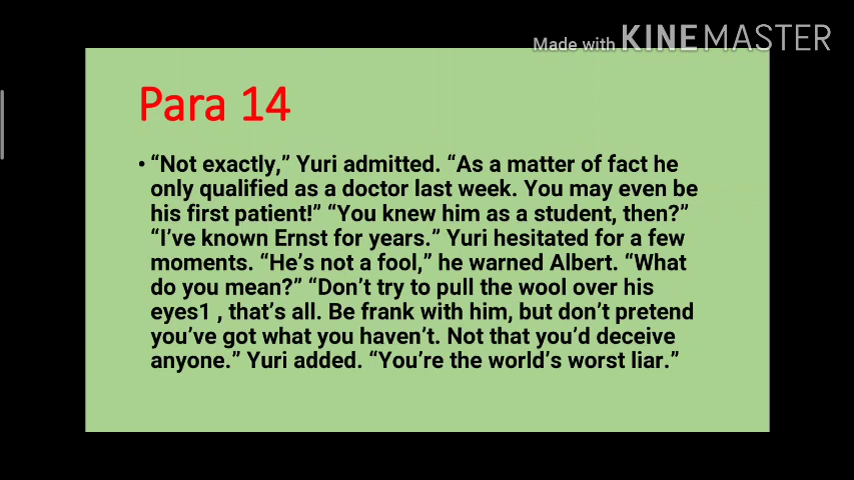 Made with KINEMASTER
Para 14
• “Not exactly,” Yuri admitted. “As a matter of fact he
only qualified as a doctor last week. You may even be
his first patient!” “You knew him as a student, then?”
“I’ve known Ernst for years.” Yuri hesitated for a few
moments. “He’s not a fool,” he warned Albert. “What
do you mean?” “Don’t try to pull the wool over his
eyes1 , that’s all. Be frank with him, but don’t pretend
you’ve got what you haven’t. Not that you’d deceive
anyone.” Yuri added. “You’re the world’s worst liar.”